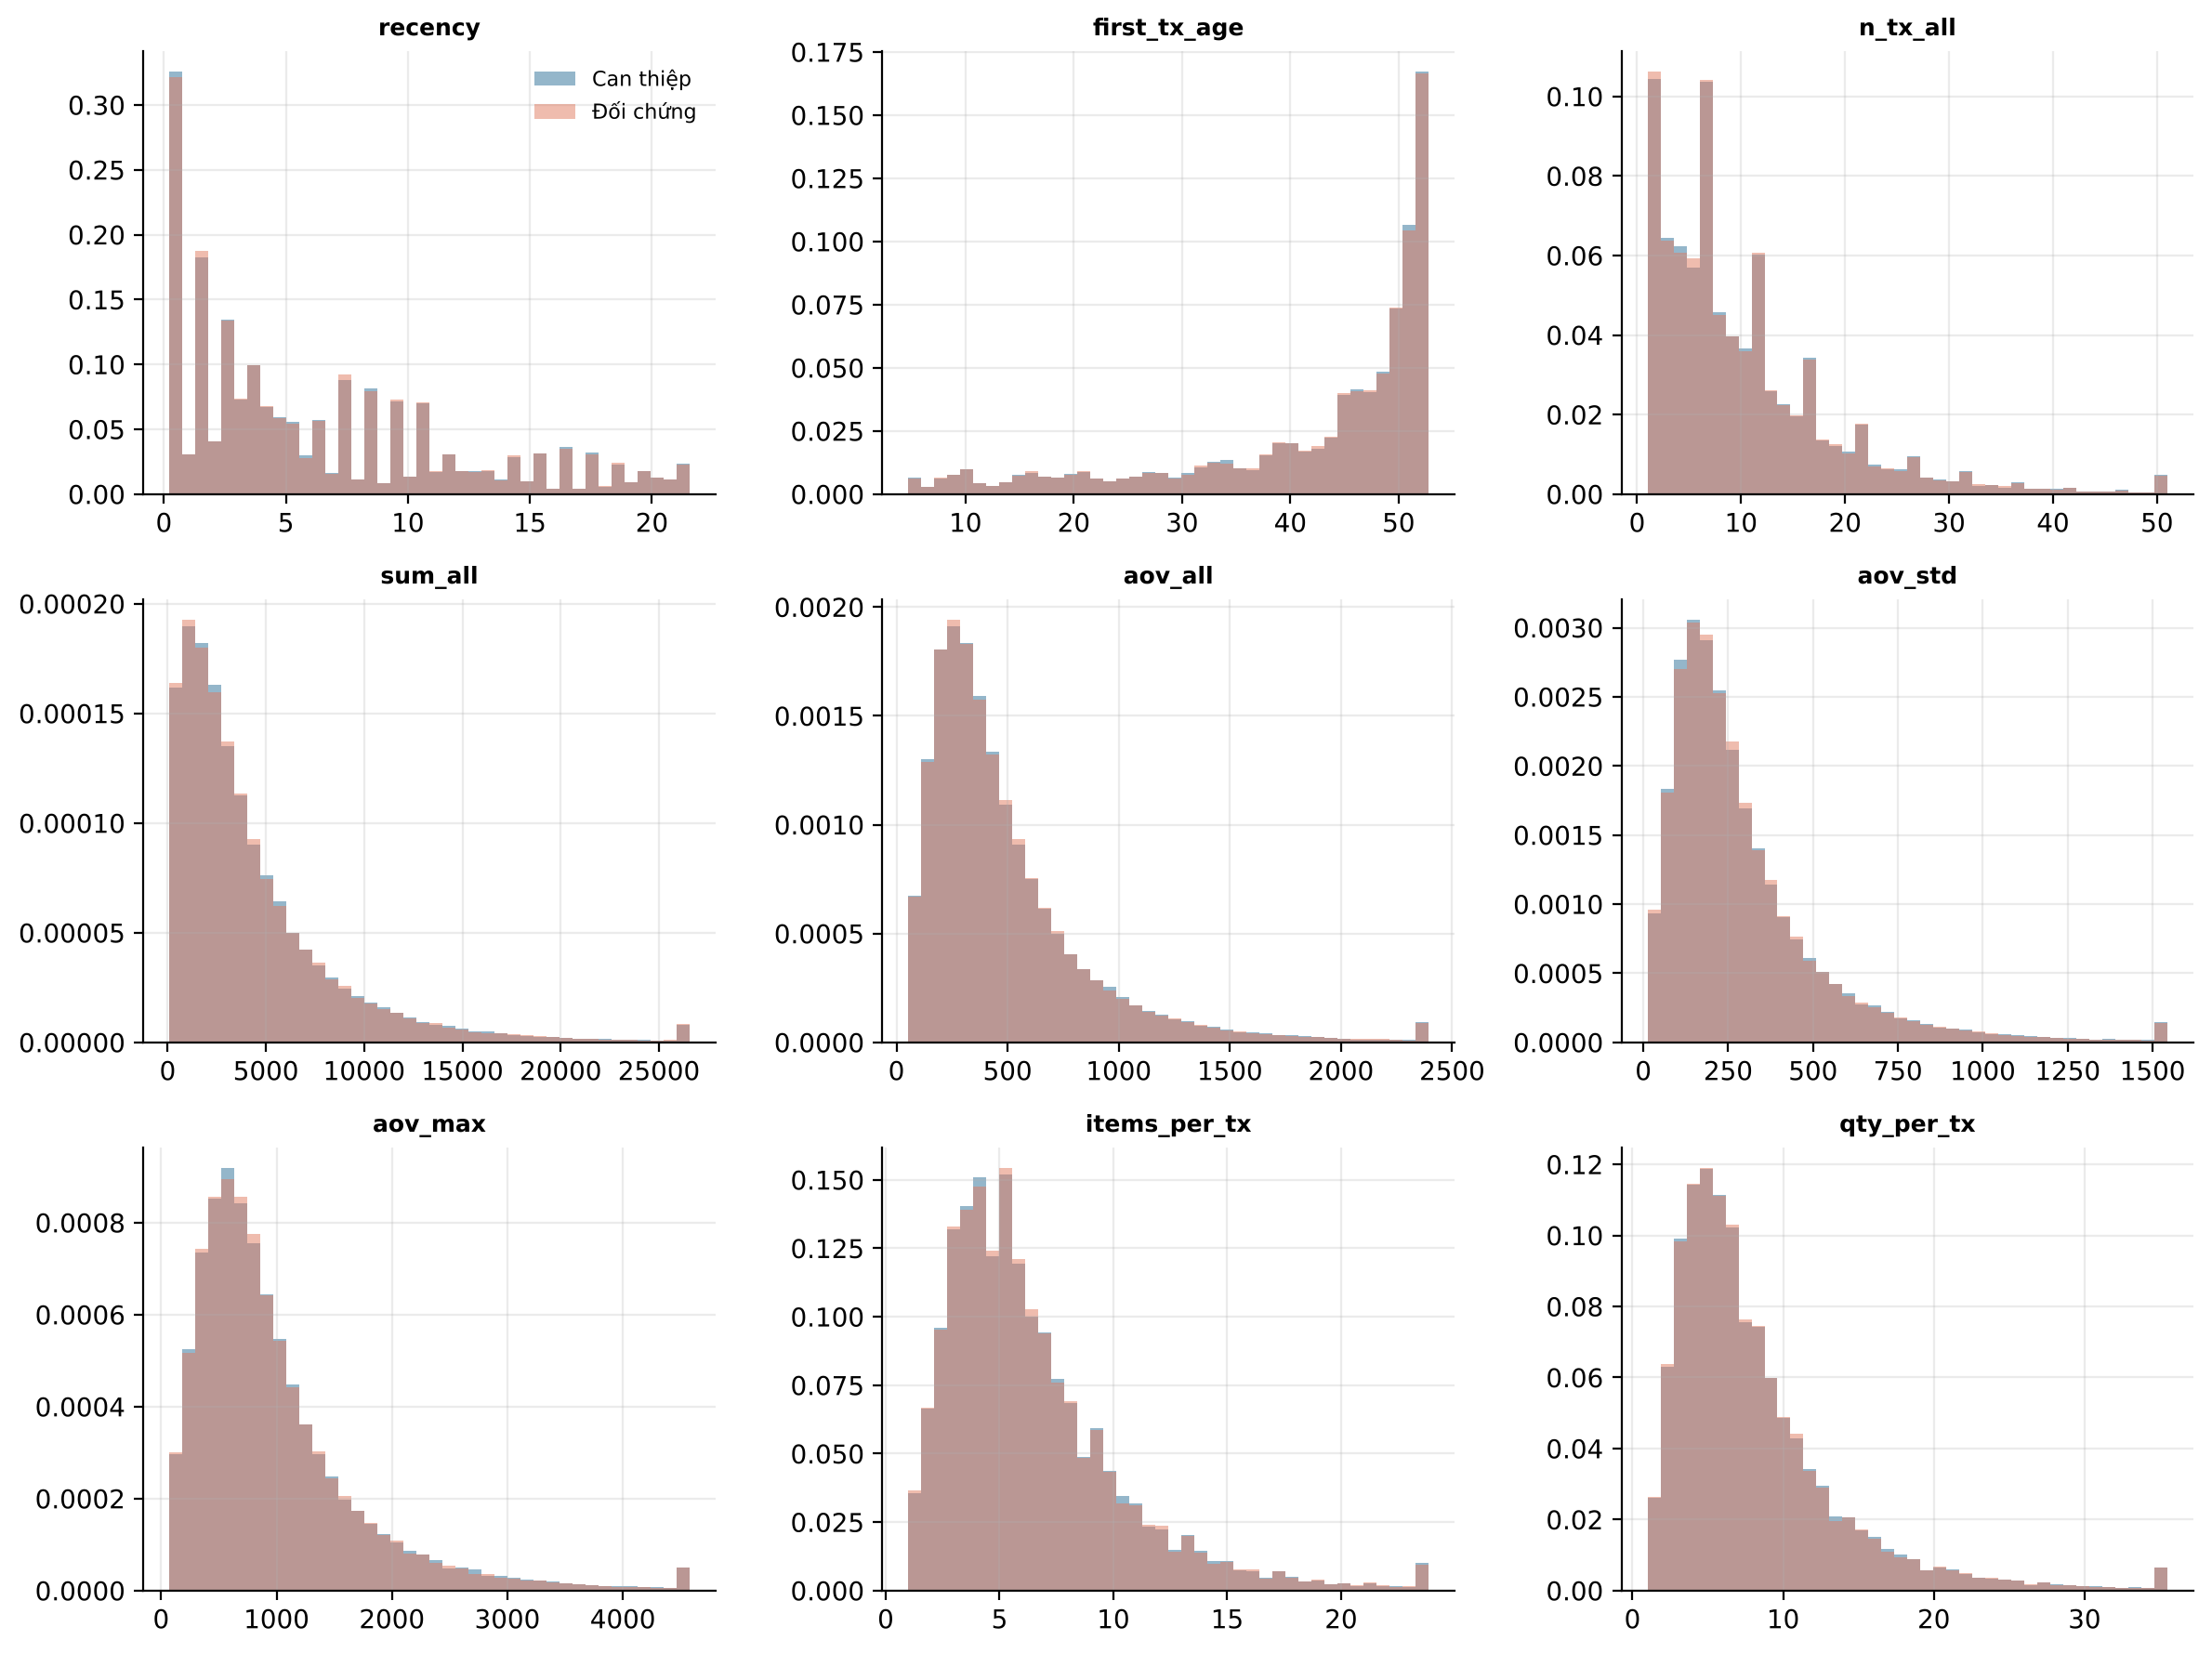 recency
0.30
0.25
0.20
0.15
0.10
0.05
0.00
0 5 10 15 20
Can thiệp
Đối chứng
first_tx_age
0.175
0.150
0.125
0.100
0.075
0.050
0.025
0.000
10 20 30 40 50
n_tx_all
0.10
0.08
0.06
0.04
0.02
0.00
0 10 20 30 40 50
sum_all
0.00020
0.00015
0.00010
0.00005
0.00000
0 5000 10000 15000 20000 25000
aov_all
0.0020
0.0015
0.0010
0.0005
0.0000
0 500 1000 1500 2000 2500
aov_std
0.0030
0.0025
0.0020
0.0015
0.0010
0.0005
0.0000
0 250 500 750 1000 1250 1500
aov_max
0.0008
0.0006
0.0004
0.0002
0.0000
0 1000 2000 3000 4000
items_per_tx
0.150
0.125
0.100
0.075
0.050
0.025
0.000
0 5 10 15 20
qty_per_tx
0.12
0.10
0.08
0.06
0.04
0.02
0.00
0 10 20 30